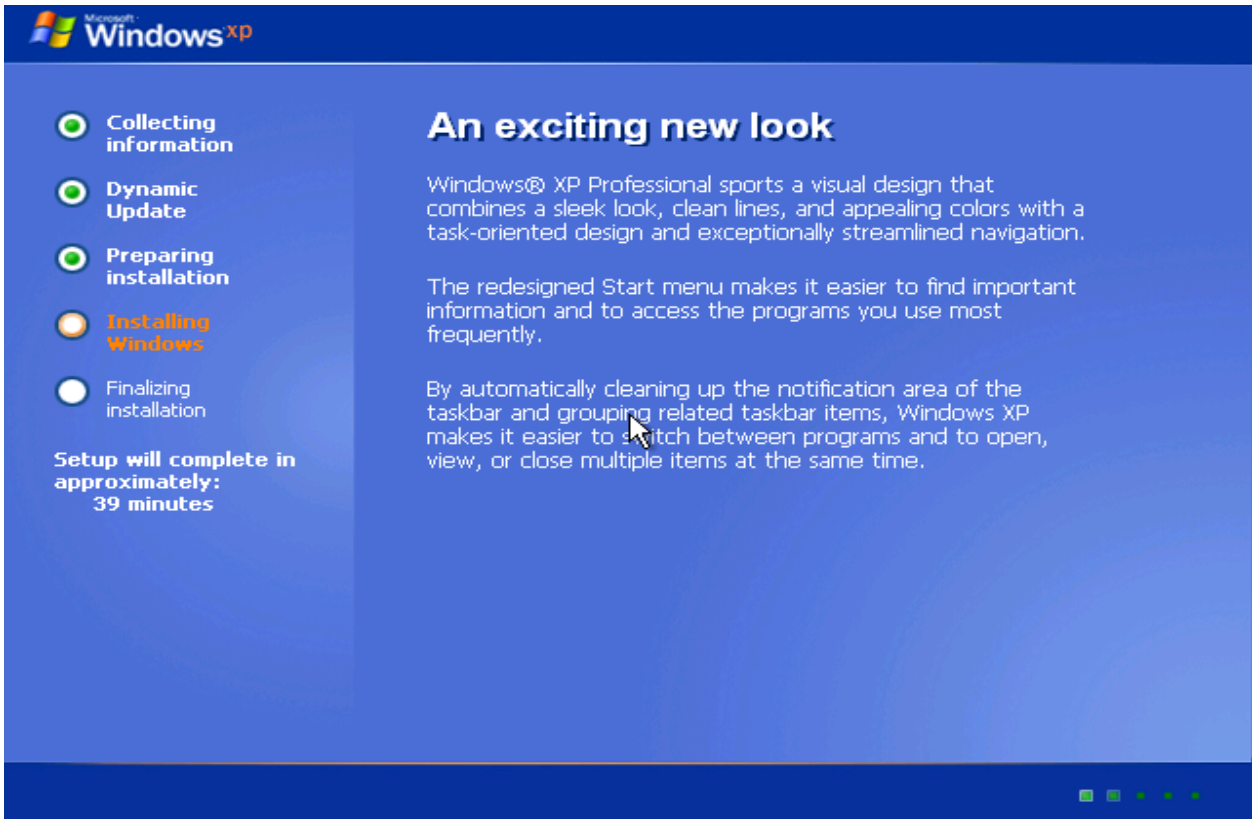 Microsoft®
Windows xp
Collecting
information
Dynamic
Update
Preparing
installation
Installing
Windows
Finalizing
installation
Setup will complete in
approximately:
39 minutes
An exciting new look
Windows® XP Professional sports a visual design that
combines a sleek look, clean lines, and appealing colors with a
task-oriented design and exceptionally streamlined navigation.
The redesigned Start menu makes it easier to find important
information and to access the programs you use most
frequently.
By automatically cleaning up the notification area of the
taskbar and grouping related taskbar items, Windows XP
makes it easier to switch between programs and to open,
view, or close multiple items at the same time.